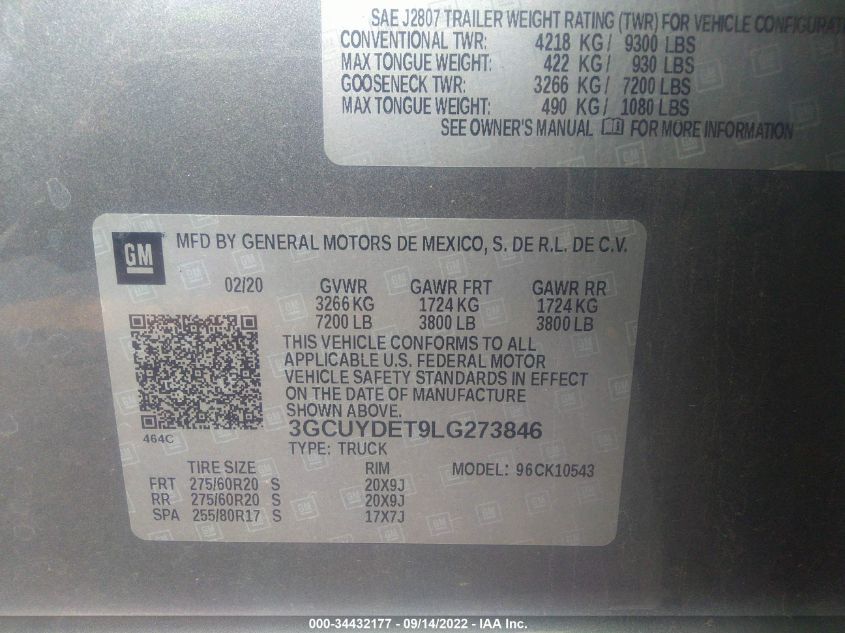 SAE J2807 TRAILER WEIGHT RATING (TWR) FOR VEHICLE
CONVENTIONAL TWR: 4218 KG / 9300 LBS
MAX TONGUE WEIGHT: 422 KG / 930 LBS
GOOSENECK TWR: 3266 KG / 7200 LBS
MAX TONGUE WEIGHT: 490 KG / 1080 LBS
SEE OWNER'S MANUAL FOR MORE INFORMATION
GM MFD BY GENERAL MOTORS DE MEXICO, S. DE R.L. DE C.V.
02/20 GVWR GAWR FRT GAWR RR
3266 KG 1724 KG 1724 KG
7200 LB 3800 LB 3800 LB
THIS VEHICLE CONFORMS TO ALL
APPLICABLE U.S. FEDERAL MOTOR
VEHICLE SAFETY STANDARDS IN EFFECT
ON THE DATE OF MANUFACTURE
SHOWN ABOVE.
464C
3GCUYDET9LG273846
TYPE: TRUCK
TIRE SIZE RIM MODEL: 96CK10543
FRT 275/60R20 S 20X9J
RR 275/60R20 S 20X9J
SPA 255/80R17 S 17X7J
000-34432177 - 09/14/2022 - IAA Inc.